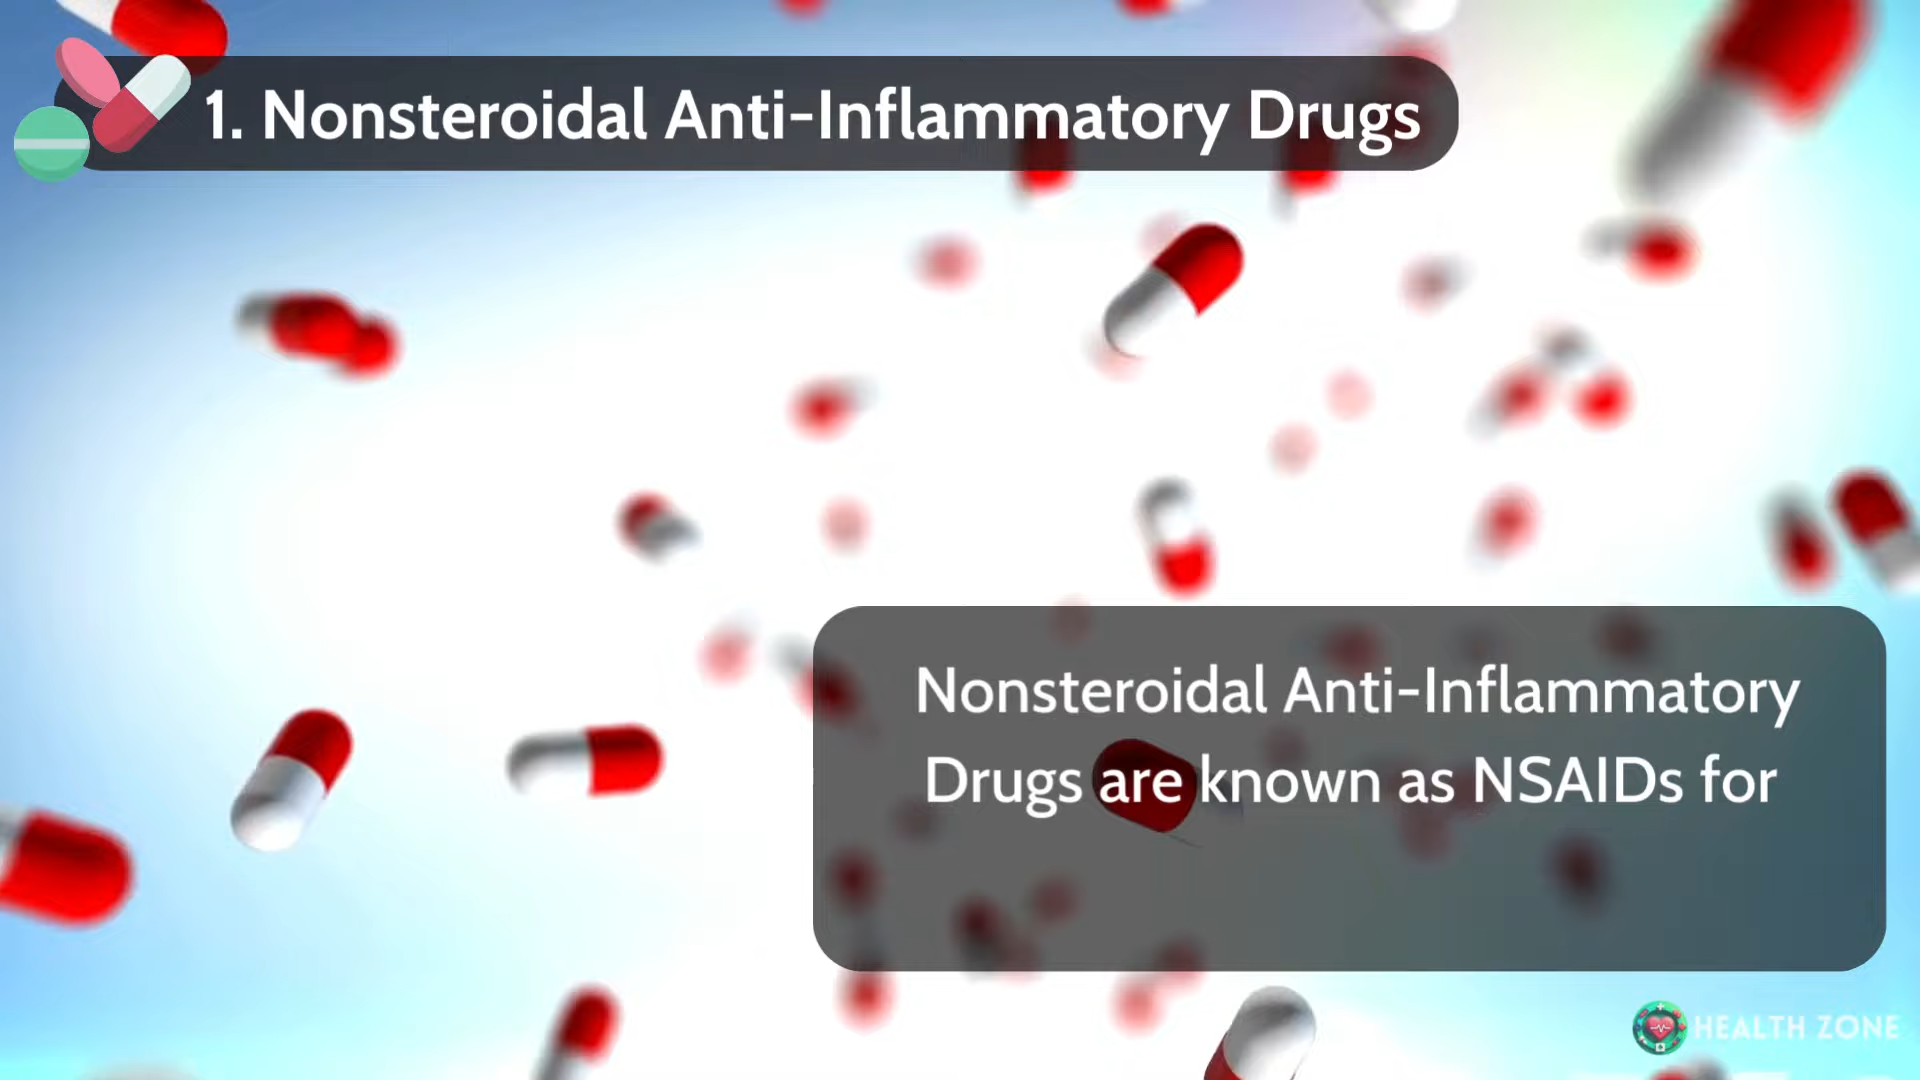 1. Nonsteroidal Anti-Inflammatory Drugs
Nonsteroidal Anti-Inflammatory
Drugs are known as NSAIDs for
HEALTH ZONE